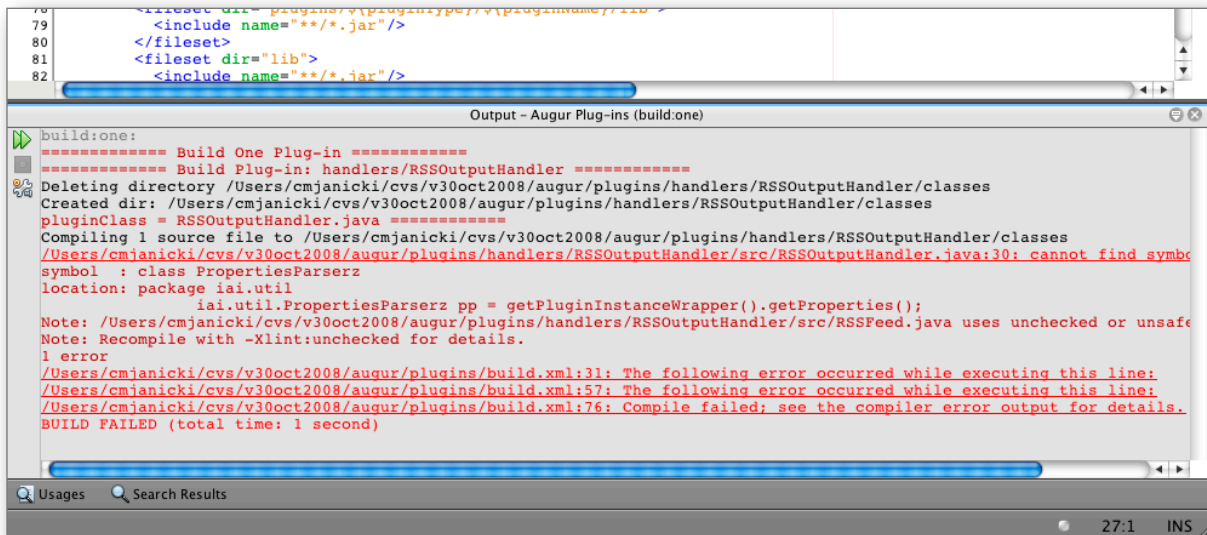 78 <fileset dir="plugins/${pluginType}/${pluginName}/lib">
79 <include name="**/*.jar"/>
80 </fileset>
81 <fileset dir="lib">
82 <include name="**/*.jar"/>
Output - Augur Plug-ins (build:one)
build:one:
============= Build One Plug-in ============
============= Build Plug-in: handlers/RSSOutputHandler ============
Deleting directory /Users/cmjanicki/cvs/v30oct2008/augur/plugins/handlers/RSSOutputHandler/classes
Created dir: /Users/cmjanicki/cvs/v30oct2008/augur/plugins/handlers/RSSOutputHandler/classes
pluginClass = RSSOutputHandler.java ============
Compiling 1 source file to /Users/cmjanicki/cvs/v30oct2008/augur/plugins/handlers/RSSOutputHandler/classes
/Users/cmjanicki/cvs/v30oct2008/augur/plugins/handlers/RSSOutputHandler/src/RSSOutputHandler.java:30: cannot find symbo
symbol  : class PropertiesParserz
location: package iai.util
iai.util.PropertiesParserz pp = getPluginInstanceWrapper().getProperties();
Note: /Users/cmjanicki/cvs/v30oct2008/augur/plugins/handlers/RSSOutputHandler/src/RSSFeed.java uses unchecked or unsafe
Note: Recompile with -Xlint:unchecked for details.
1 error
/Users/cmjanicki/cvs/v30oct2008/augur/plugins/build.xml:31: The following error occurred while executing this line:
/Users/cmjanicki/cvs/v30oct2008/augur/plugins/build.xml:57: The following error occurred while executing this line:
/Users/cmjanicki/cvs/v30oct2008/augur/plugins/build.xml:76: Compile failed; see the compiler error output for details.
BUILD FAILED (total time: 1 second)
Usages Search Results
27:1 INS